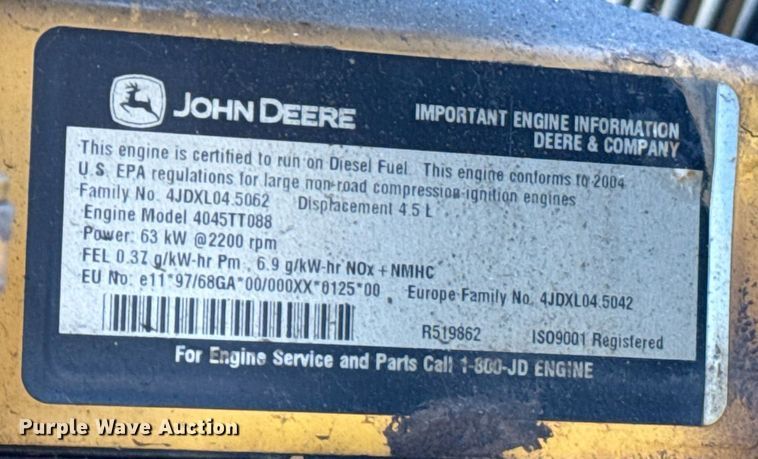 JOHN DEERE
IMPORTANT ENGINE INFORMATION
DEERE & COMPANY
This engine is certified to run on Diesel Fuel. This engine conforms to 2004
U.S. EPA regulations for large non-road compression-ignition engines
Family No. 4JDXL04.5062 Displacement 4.5 L
Engine Model 4045TT088
Power: 63 kW @2200 rpm
FEL 0.37 g/kW-hr Pm , 6.9 g/kW-hr NOx + NMHC
EU No: e11*97/68GA*00/000XX*0125*00 Europe Family No. 4JDXL04.5042
R519862 ISO9001 Registered
For Engine Service and Parts Call 1-800-JD ENGINE
Purple Wave Auction